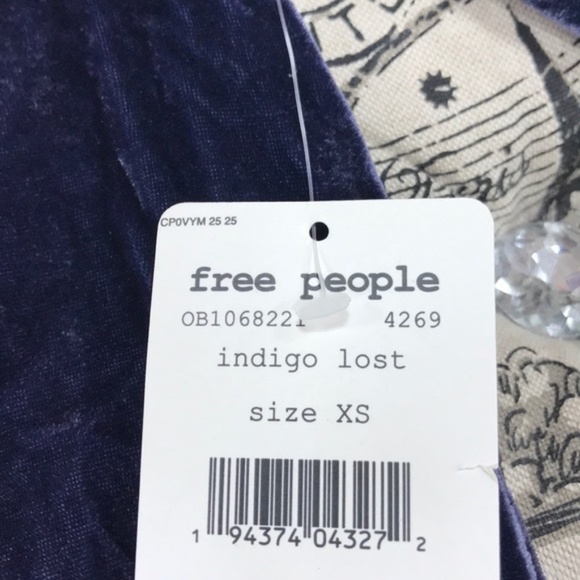 CP0VYM 25 25
free people
OB1068221 4269
indigo lost
size XS
1 94374 04327 2